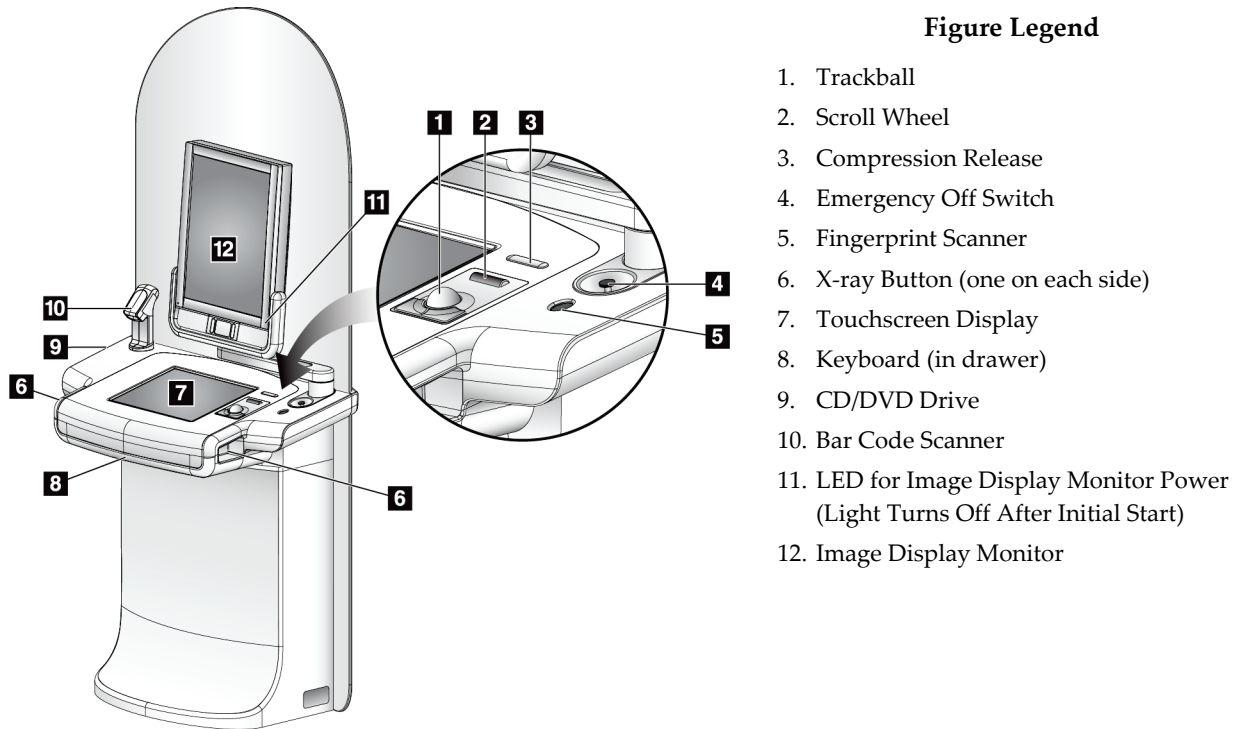 Figure Legend
1. Trackball
2. Scroll Wheel
3. Compression Release
4. Emergency Off Switch
5. Fingerprint Scanner
6. X-ray Button (one on each side)
7. Touchscreen Display
8. Keyboard (in drawer)
9. CD/DVD Drive
10. Bar Code Scanner
11. LED for Image Display Monitor Power
(Light Turns Off After Initial Start)
12. Image Display Monitor
1 2 3
11
12
10
4
9
5
6
7
8
6